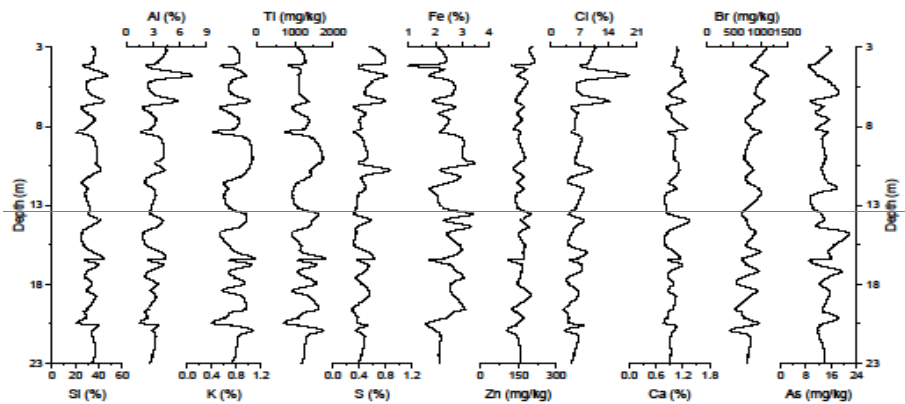 Al (%) Ti (mg/kg) Fe (%) Cl (%) Br (mg/kg)
0 3 6 9 0 1000 2000 1 2 3 4 0 7 14 21 0 500 1000 1500
3 3
8 8
13 13
18 18
23 23
Depth (m) Depth (m)
0 30 40 60 0.0 0.4 0.8 1.2 0.0 0.4 0.8 1.2 0 150 300 0.0 0.6 1.2 1.8 0 8 16 24
Si (%) K (%) S (%) Zn (mg/kg) Ca (%) As (mg/kg)